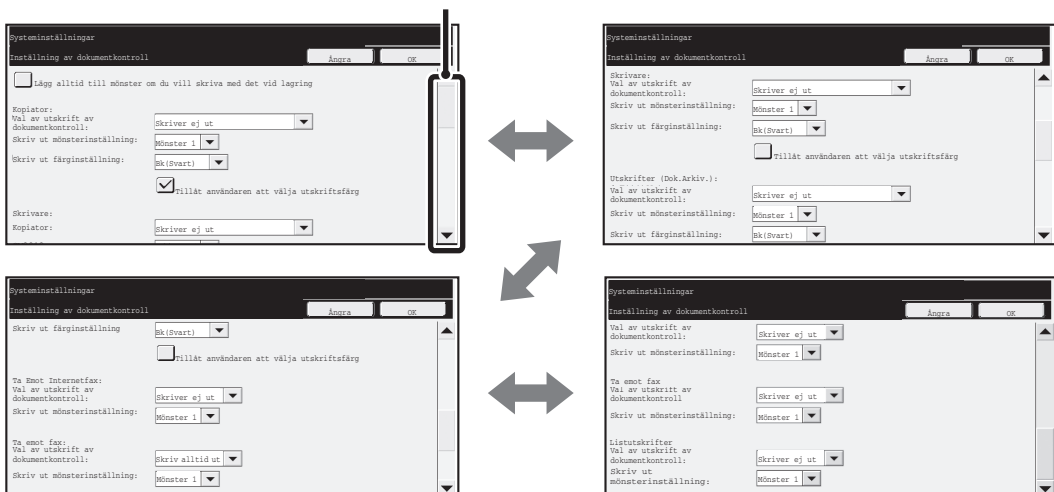 Systeminställningar
Inställning av dokumentkontroll
Ångra
OK
Lägg alltid till mönster om du vill skriva med det vid lagring
Kopiator:
Val av utskrift av
dokumentkontroll:
Skriver ej ut
Skriv ut mönsterinställning:
Mönster 1
Skriv ut färginställning:
Bk(Svart)
Tillåt användaren att välja utskriftsfärg
Skrivare:
Kopiator:
Skriver ej ut
Systeminställningar
Inställning av dokumentkontroll
Ångra
OK
Skrivare:
Val av utskrift av
dokumentkontroll:
Skriver ej ut
Skriv ut mönsterinställning:
Mönster 1
Skriv ut färginställning:
Bk(Svart)
Tillåt användaren att välja utskriftsfärg
Utskrifter (Dok.Arkiv.):
Val av utskrift av
dokumentkontroll:
Skriver ej ut
Skriv ut mönsterinställning:
Mönster 1
Skriv ut färginställning:
Bk(Svart)
Systeminställningar
Inställning av dokumentkontroll
Ångra
OK
Skriv ut färginställning
Bk(Svart)
Tillåt användaren att välja utskriftsfärg
Ta Emot Internetfax:
Val av utskrift av
dokumentkontroll:
Skriver ej ut
Skriv ut mönsterinställning:
Mönster 1
Ta emot fax:
Val av utskrift av
dokumentkontroll:
Skriv alltid ut
Skriv ut mönsterinställning:
Mönster 1
Systeminställningar
Inställning av dokumentkontroll
Ångra
OK
Val av utskrift av
dokumentkontroll:
Skriver ej ut
Skriv ut mönsterinställning:
Mönster 1
Ta emot fax
Val av utskrift av
dokumentkontroll
Skriver ej ut
Skriv ut mönsterinställning:
Mönster 1
Listutskrifter
Val av utskrift av
dokumentkontroll:
Skriver ej ut
Skriv ut
mönsterinställning:
Mönster 1